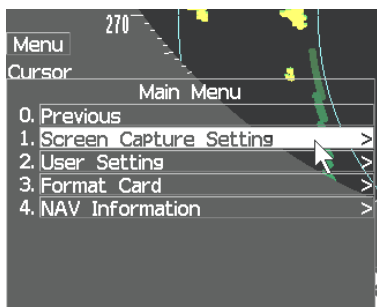 270
Menu
Cursor
Main Menu
0. Previous
1. Screen Capture Setting >
2. User Setting >
3. Format Card >
4. NAV Information >